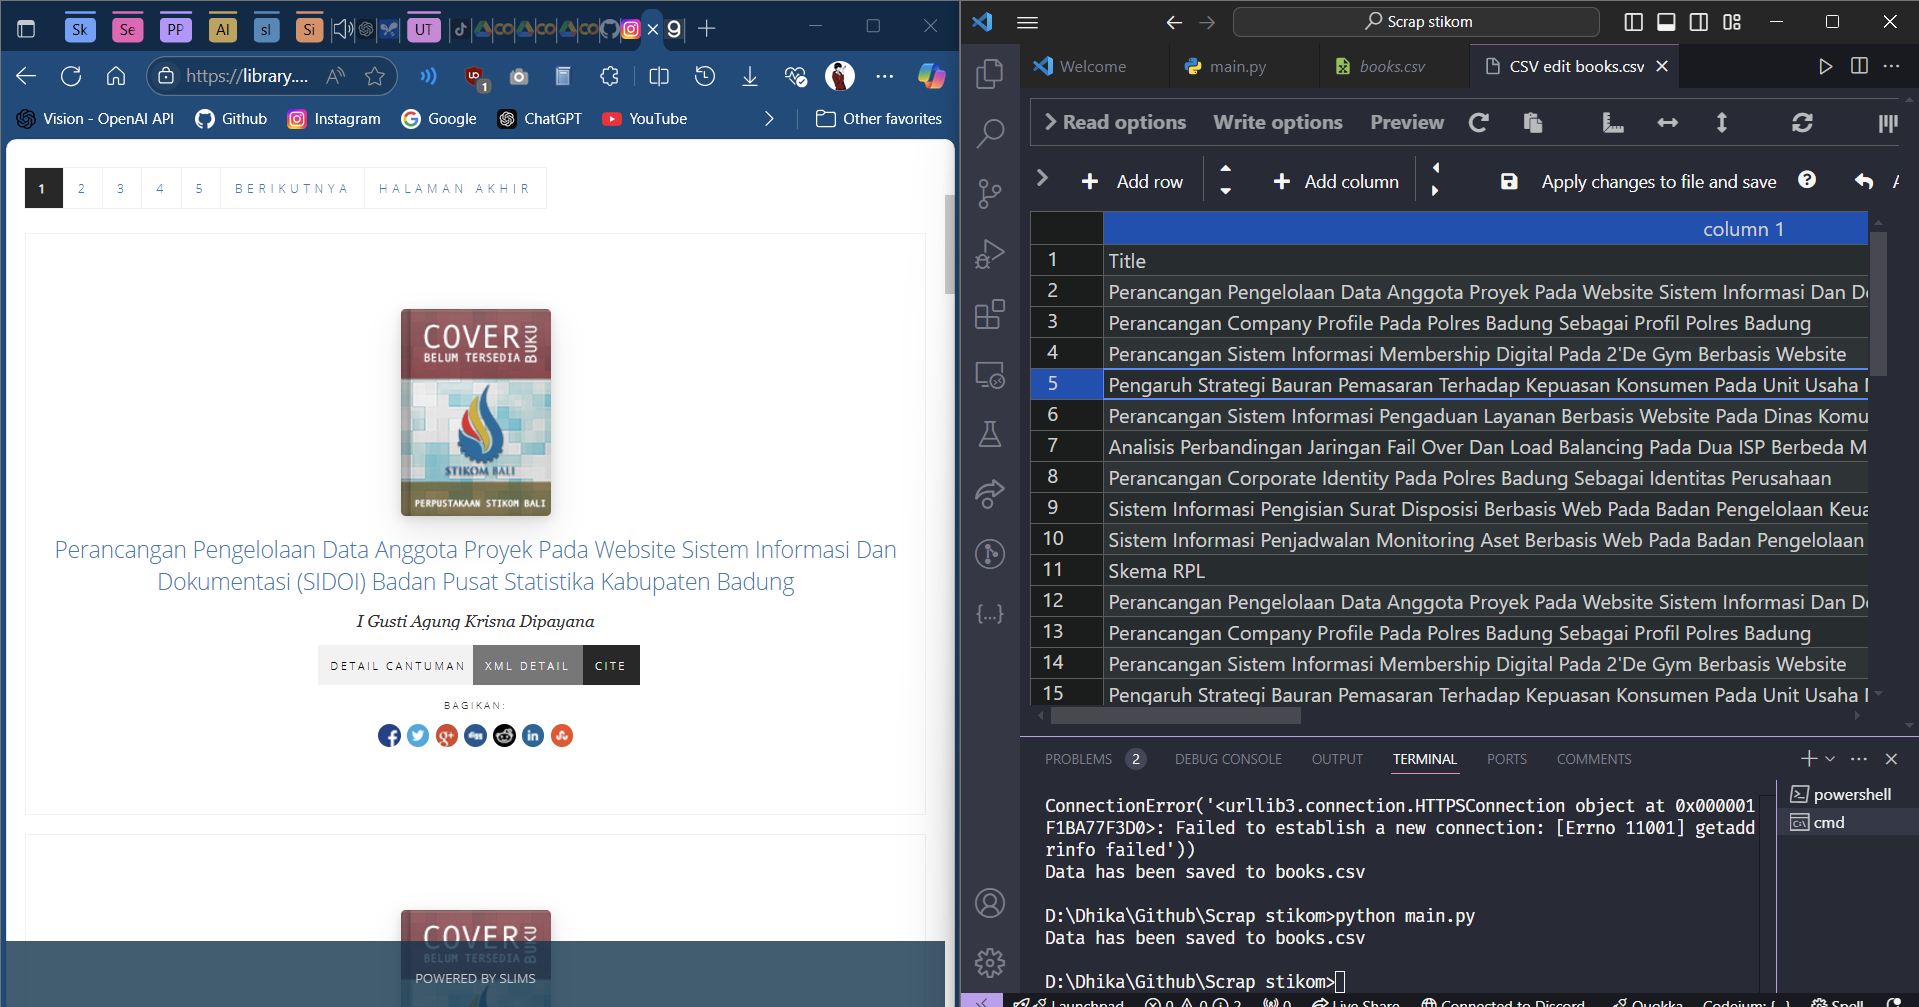 Sk
Se
PP
AI
sl
Si
UT
https://library....
1
Vision - OpenAI API
Github
Instagram
Google
ChatGPT
YouTube
Other favorites
1
2
3
4
5
BERIKUTNYA
HALAMAN AKHIR
COVER BUKU
BELUM TERSEDIA
STIKOM BALI
PERPUSTAKAAN STIKOM BALI
Perancangan Pengelolaan Data Anggota Proyek Pada Website Sistem Informasi Dan
Dokumentasi (SIDOI) Badan Pusat Statistika Kabupaten Badung
I Gusti Agung Krisna Dipayana
DETAIL CANTUMAN
XML DETAIL
CITE
BAGIKAN:
COVER BUKU
BELUM TERSEDIA
POWERED BY SLIMS
Scrap stikom
Welcome
main.py
books.csv
CSV edit books.csv
Read options
Write options
Preview
Add row
Add column
Apply changes to file and save
column 1
1 Title
2 Perancangan Pengelolaan Data Anggota Proyek Pada Website Sistem Informasi Dan D
3 Perancangan Company Profile Pada Polres Badung Sebagai Profil Polres Badung
4 Perancangan Sistem Informasi Membership Digital Pada 2'De Gym Berbasis Website
5 Pengaruh Strategi Bauran Pemasaran Terhadap Kepuasan Konsumen Pada Unit Usaha
6 Perancangan Sistem Informasi Pengaduan Layanan Berbasis Website Pada Dinas Komu
7 Analisis Perbandingan Jaringan Fail Over Dan Load Balancing Pada Dua ISP Berbeda M
8 Perancangan Corporate Identity Pada Polres Badung Sebagai Identitas Perusahaan
9 Sistem Informasi Pengisian Surat Disposisi Berbasis Web Pada Badan Pengelolaan Keua
10 Sistem Informasi Penjadwalan Monitoring Aset Berbasis Web Pada Badan Pengelolaan
11 Skema RPL
12 Perancangan Pengelolaan Data Anggota Proyek Pada Website Sistem Informasi Dan D
13 Perancangan Company Profile Pada Polres Badung Sebagai Profil Polres Badung
14 Perancangan Sistem Informasi Membership Digital Pada 2'De Gym Berbasis Website
15 Pengaruh Strategi Bauran Pemasaran Terhadap Kepuasan Konsumen Pada Unit Usaha
PROBLEMS 2
DEBUG CONSOLE
OUTPUT
TERMINAL
PORTS
COMMENTS
powershell
cmd
ConnectionError('<urllib3.connection.HTTPSConnection object at 0x000001
F1BA77F3D0>: Failed to establish a new connection: [Errno 11001] getadd
rinfo failed'))
Data has been saved to books.csv
D:\Dhika\Github\Scrap stikom>python main.py
Data has been saved to books.csv
D:\Dhika\Github\Scrap stikom>
Launchpad
0
0
2
0
Live Share
Connected to Discord
Quokka
Codeium: {..}
Spell